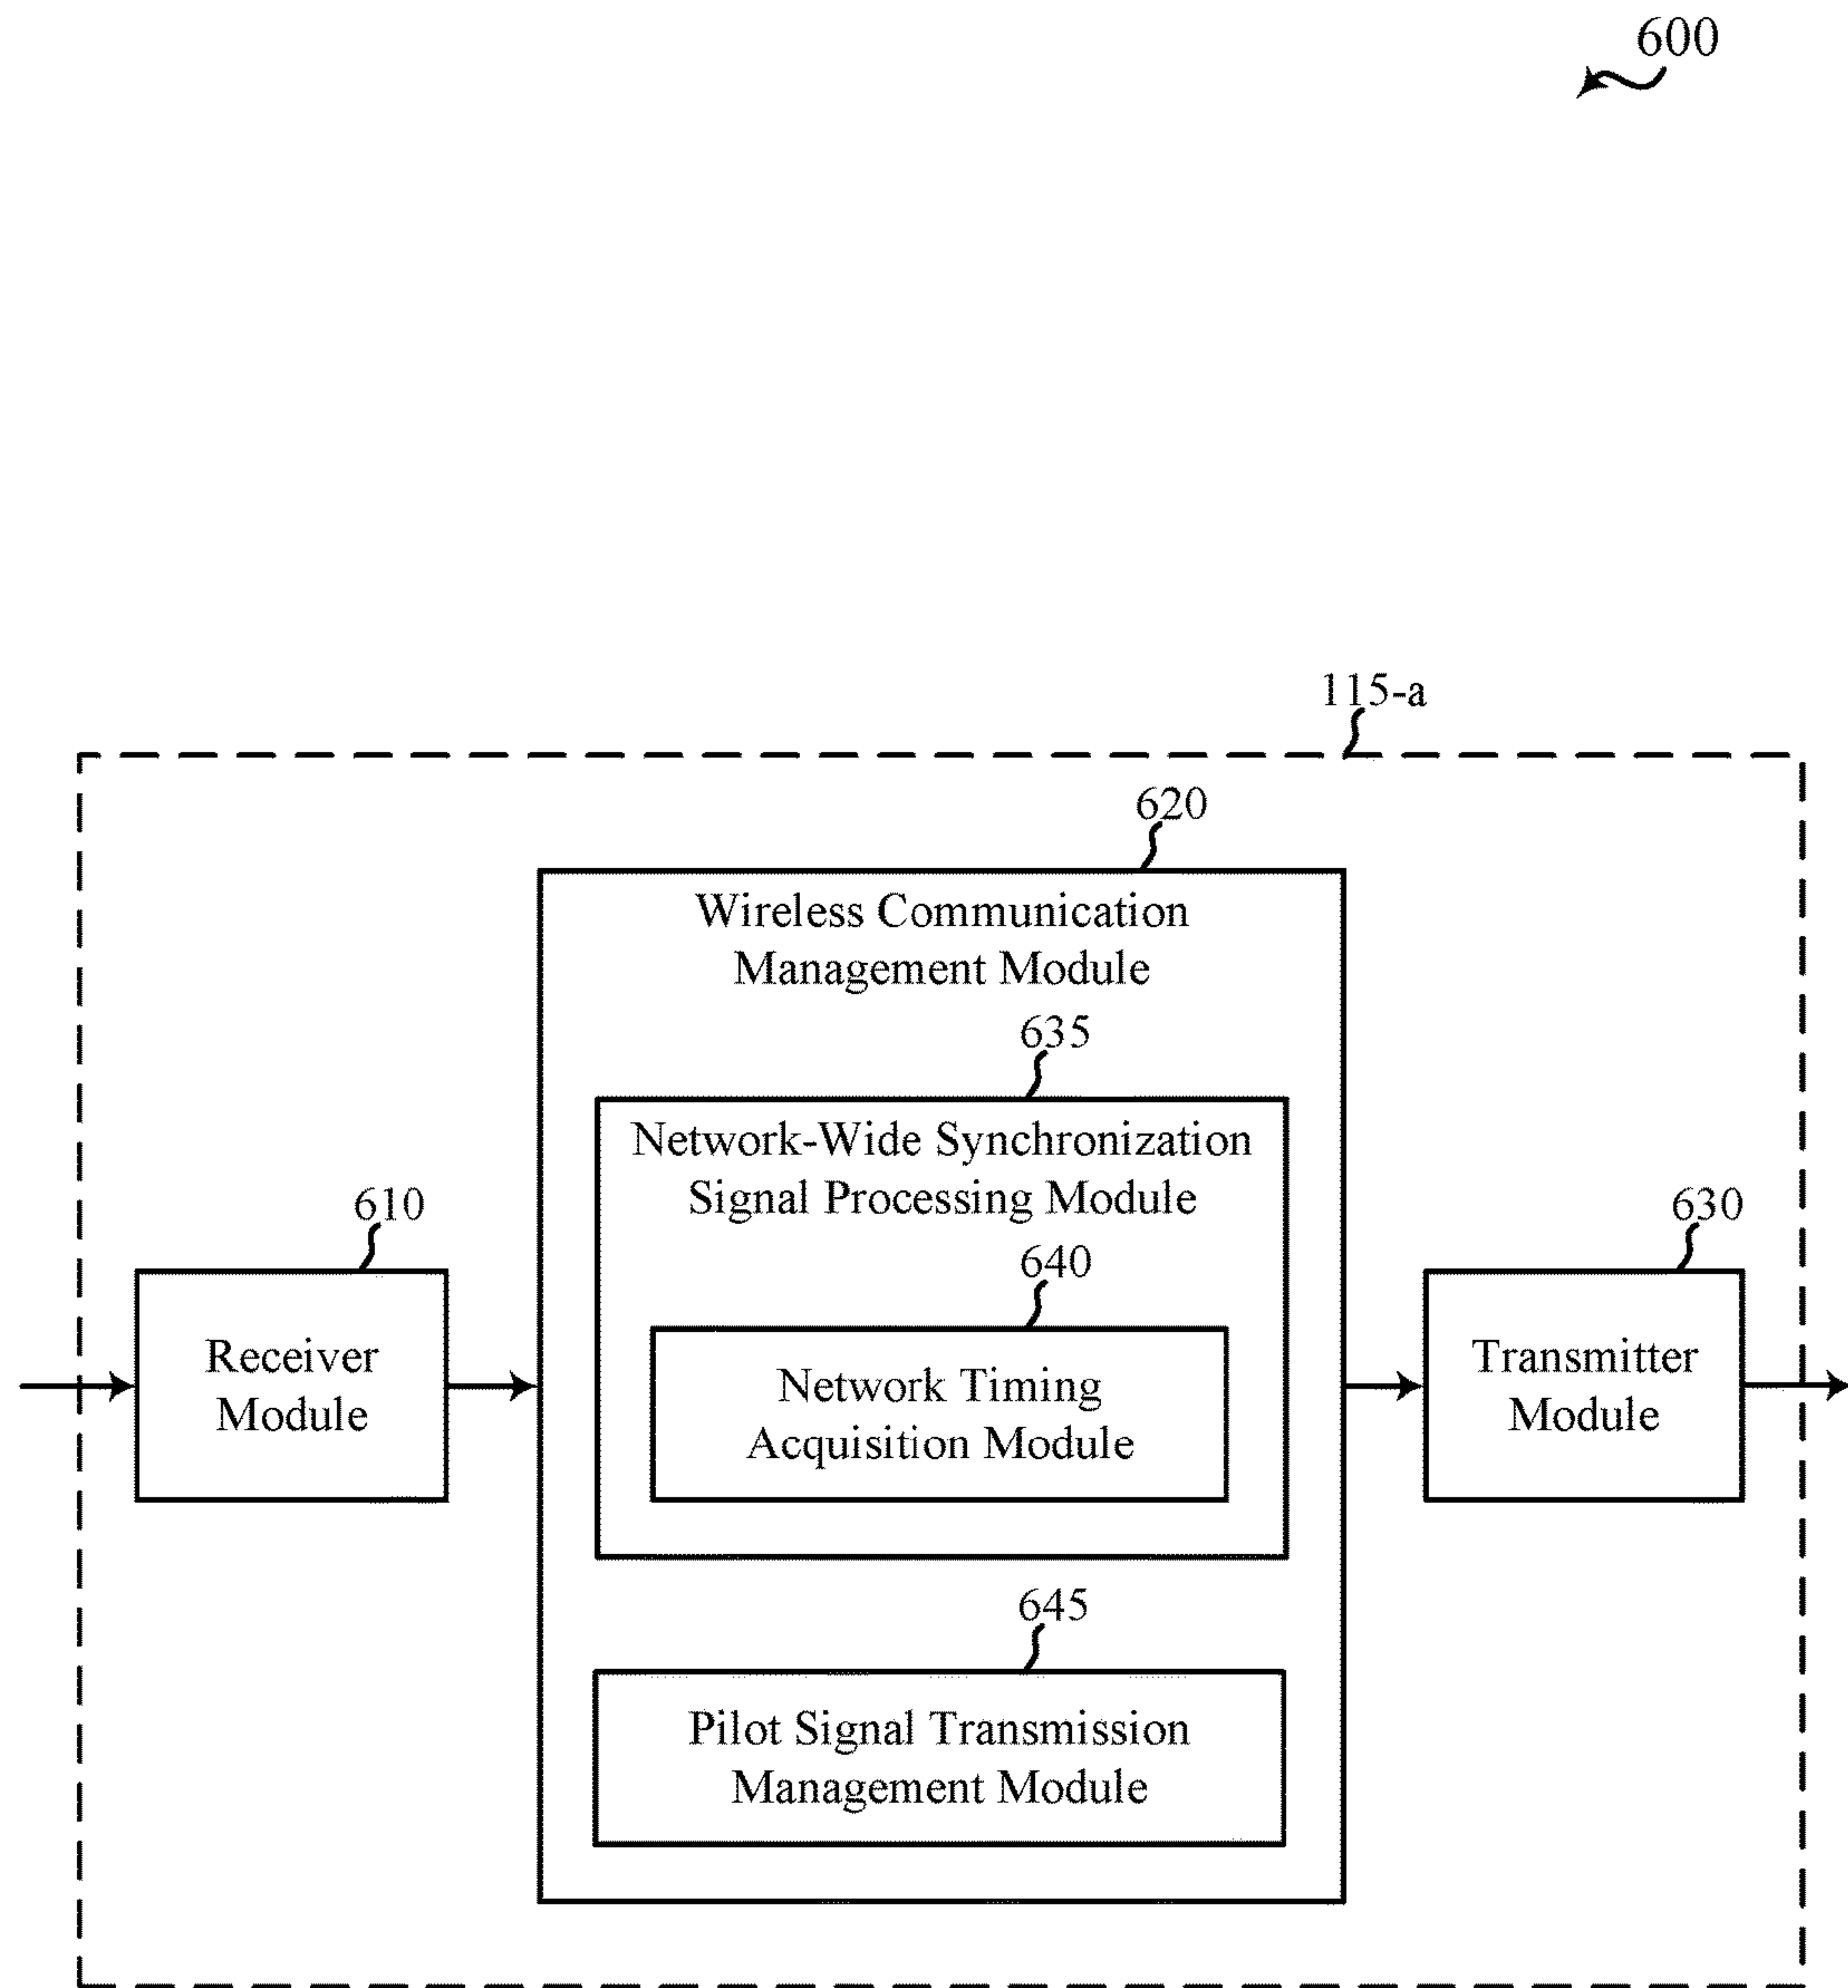 600
115-a
620
Wireless Communication
Management Module
635
Network-Wide Synchronization
Signal Processing Module
610
630
640
Receiver
Module
Network Timing
Acquisition Module
Transmitter
Module
645
Pilot Signal Transmission
Management Module